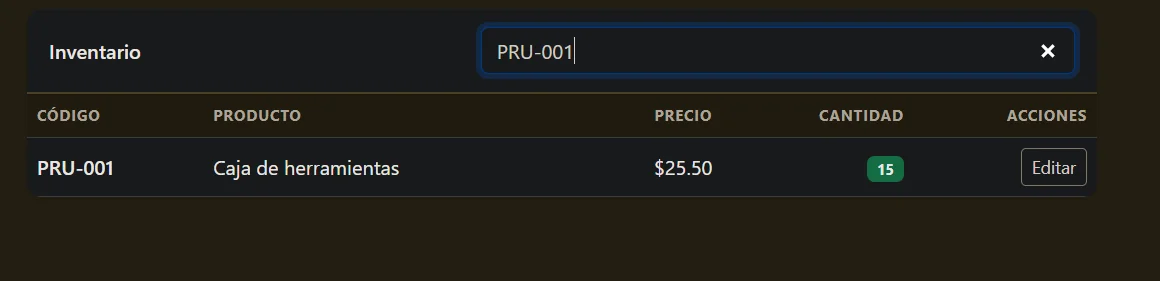 Inventario PRU-001
CÓDIGO PRODUCTO PRECIO CANTIDAD ACCIONES
PRU-001 Caja de herramientas $25.50 15 Editar